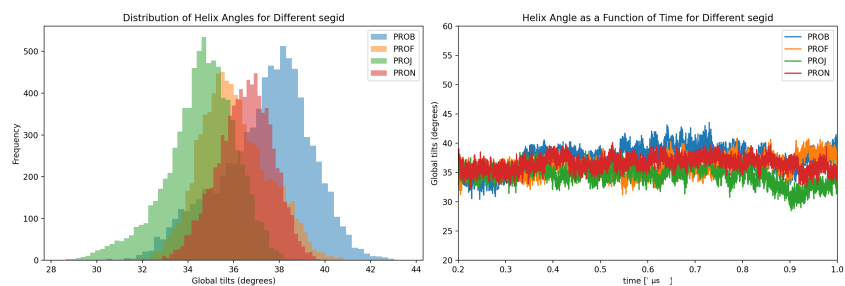 Distribution of Helix Angles for Different segid
PROB
PROF
PROJ
PRON
Frequency
500
400
300
200
100
0
28 30 32 34 36 38 40 42 44
Global tilts (degrees)
Helix Angle as a Function of Time for Different segid
PROB
PROF
PROJ
PRON
Global tilts (degrees)
60
55
50
45
40
35
30
25
20
0.2 0.3 0.4 0.5 0.6 0.7 0.8 0.9 1.0
time [ μs ]